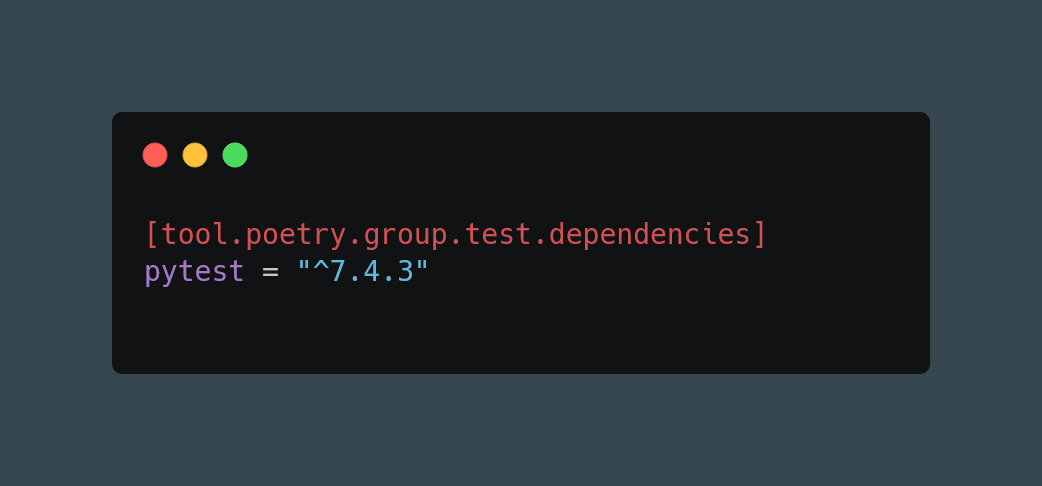 [tool.poetry.group.test.dependencies]
pytest = "^7.4.3"